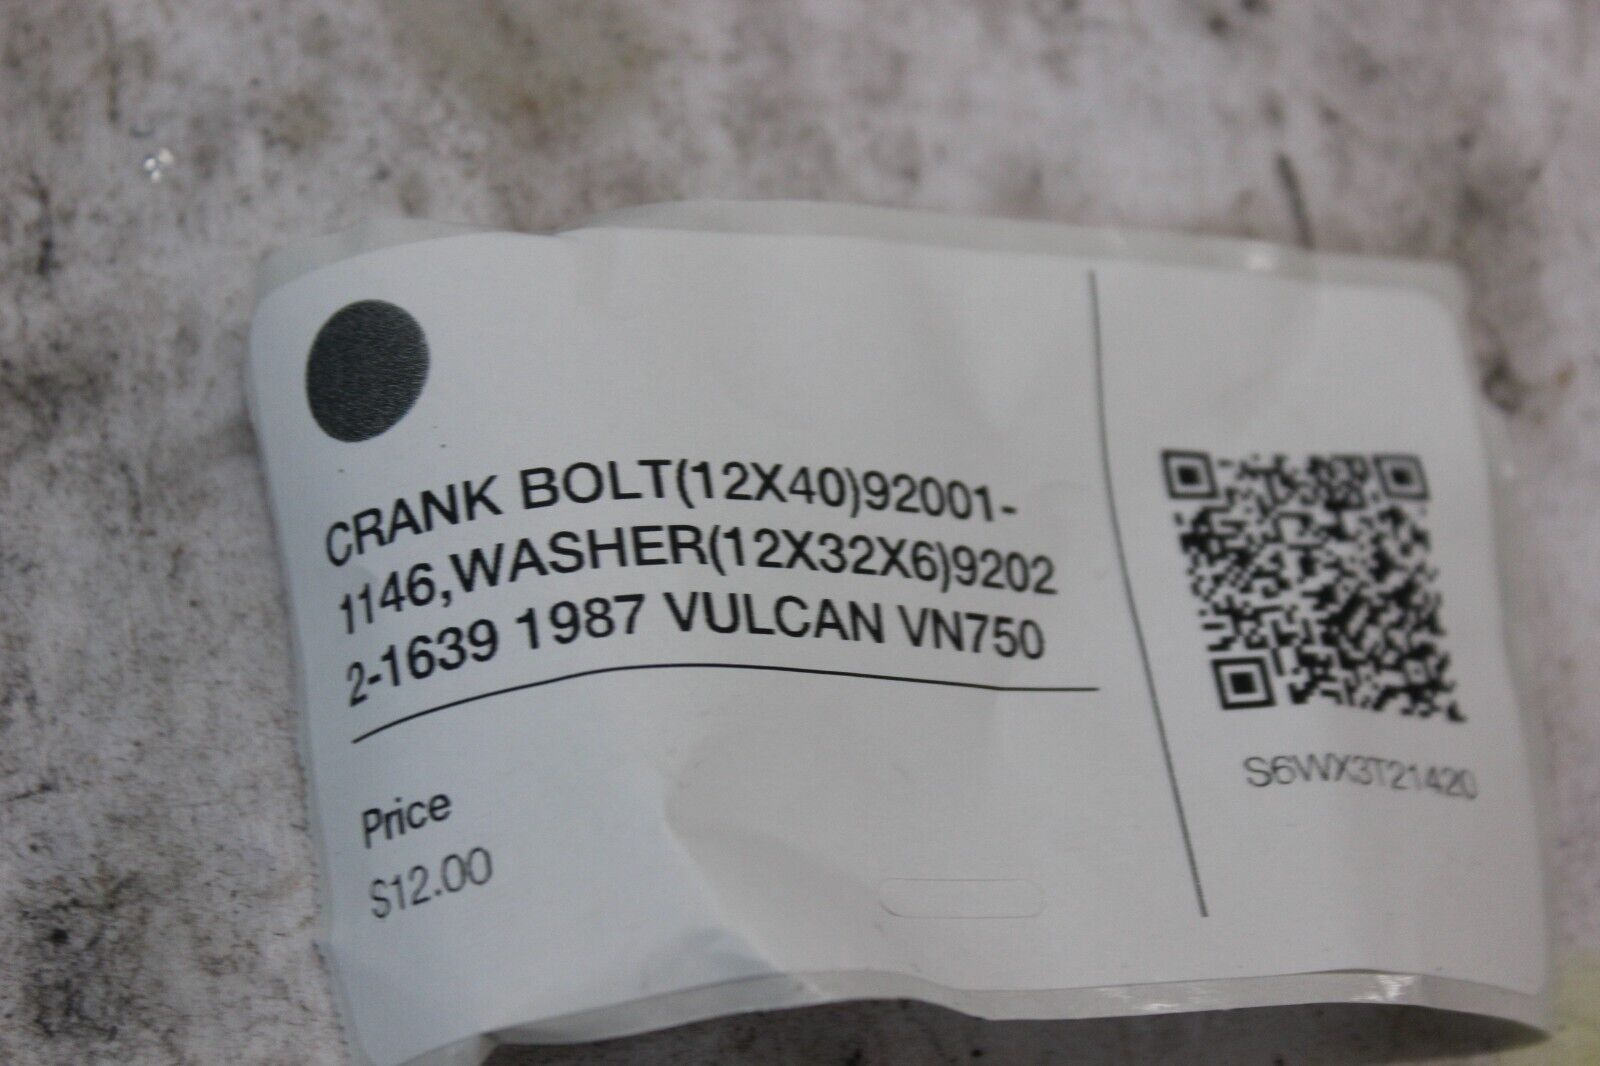 CRANK BOLT(12X40)92001-
1146,WASHER(12X32X6)9202
2-1639 1987 VULCAN VN750
Price
$12.00
S6WX3T21420